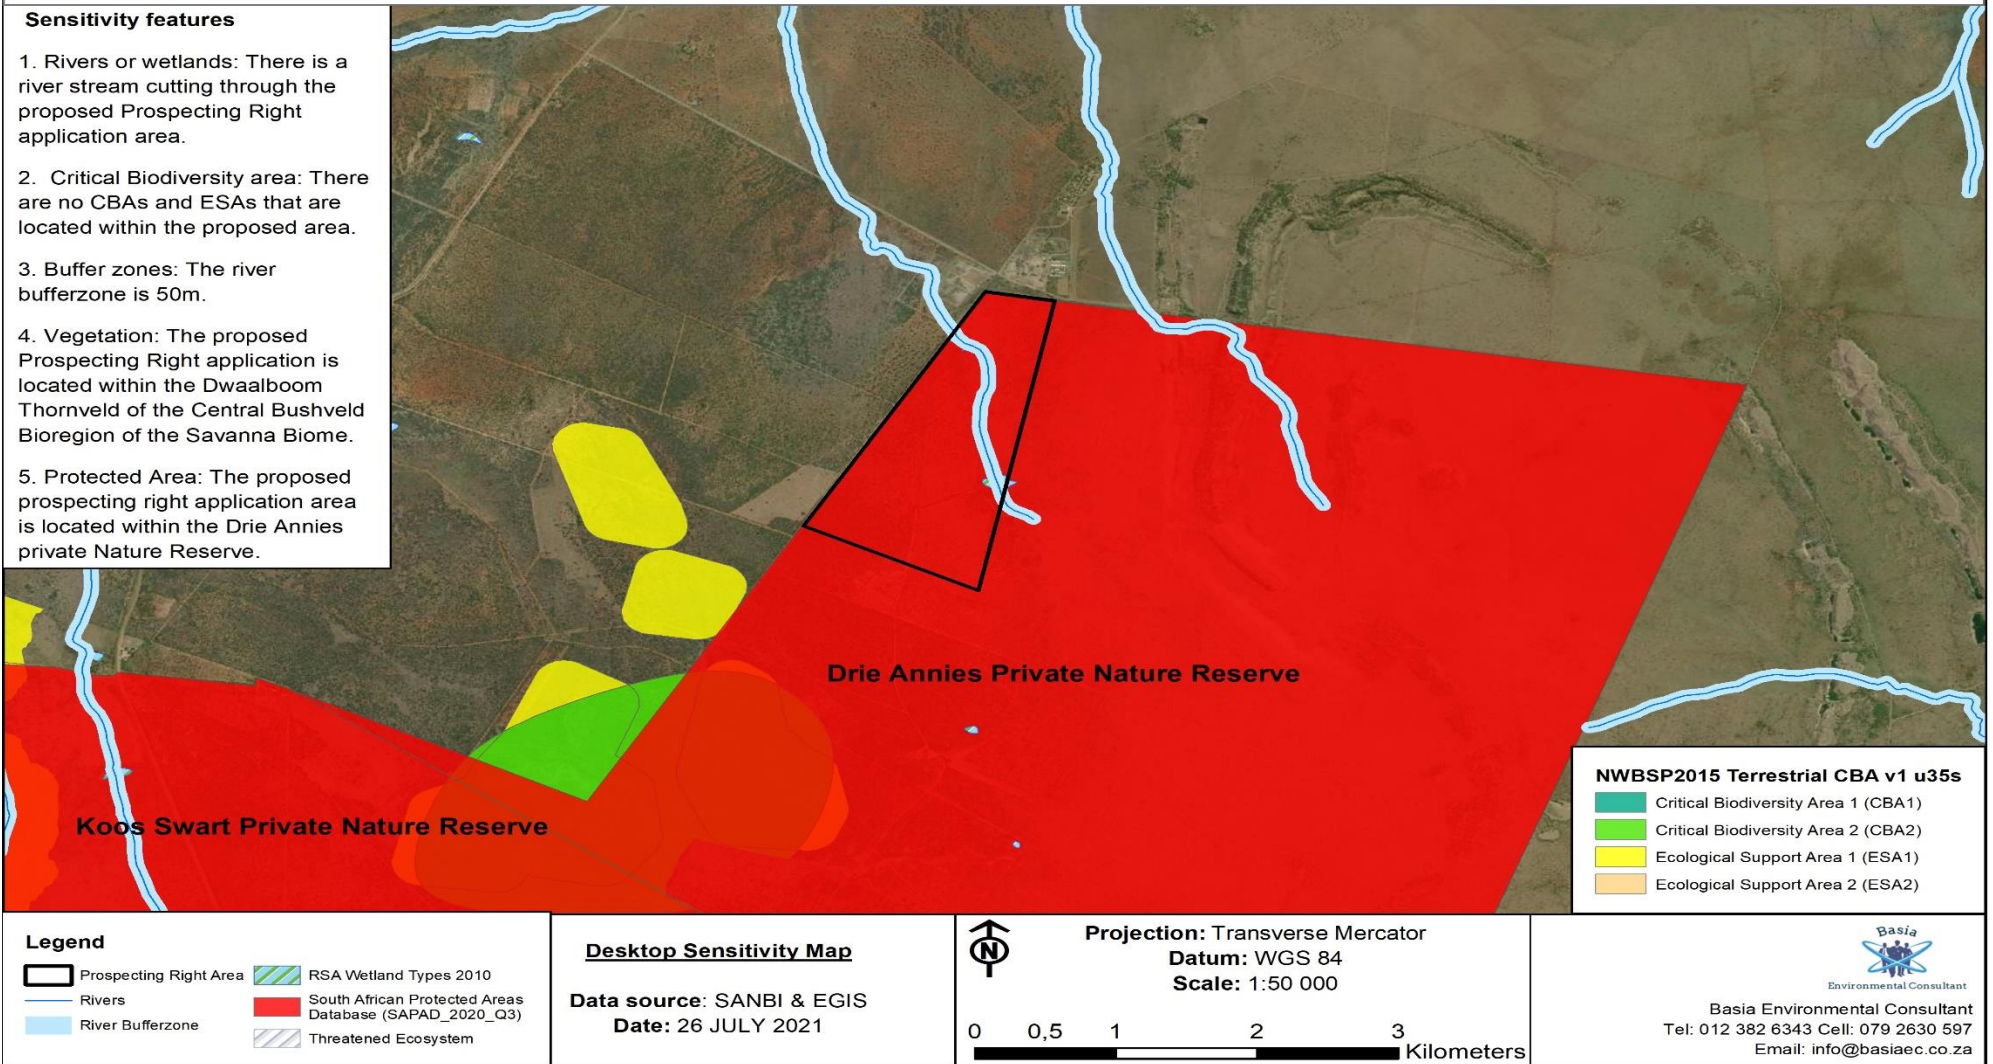 Sensitivity features
1. Rivers or wetlands: There is a
river stream cutting through the
proposed Prospecting Right
application area.
2. Critical Biodiversity area: There
are no CBAs and ESAs that are
located within the proposed area.
3. Buffer zones: The river
bufferzone is 50m.
4. Vegetation: The proposed
Prospecting Right application is
located within the Dwaalboom
Thornveld of the Central Bushveld
Bioregion of the Savanna Biome.
5. Protected Area: The proposed
prospecting right application area
is located within the Drie Annies
private Nature Reserve.
Drie Annies Private Nature Reserve
Koos Swart Private Nature Reserve
NWBSP2015 Terrestrial CBA v1 u35s
Critical Biodiversity Area 1 (CBA1)
Critical Biodiversity Area 2 (CBA2)
Ecological Support Area 1 (ESA1)
Ecological Support Area 2 (ESA2)
Legend
Prospecting Right Area
Rivers
River Bufferzone
RSA Wetland Types 2010
South African Protected Areas
Database (SAPAD_2020_Q3)
Threatened Ecosystem
Desktop Sensitivity Map
Data source: SANBI & EGIS
Date: 26 JULY 2021
N
Projection: Transverse Mercator
Datum: WGS 84
Scale: 1:50 000
0 0,5 1 2 3
Kilometers
Basia
Environmental Consultant
Basia Environmental Consultant
Tel: 012 382 6343 Cell: 079 2630 597
Email: info@basiaec.co.za